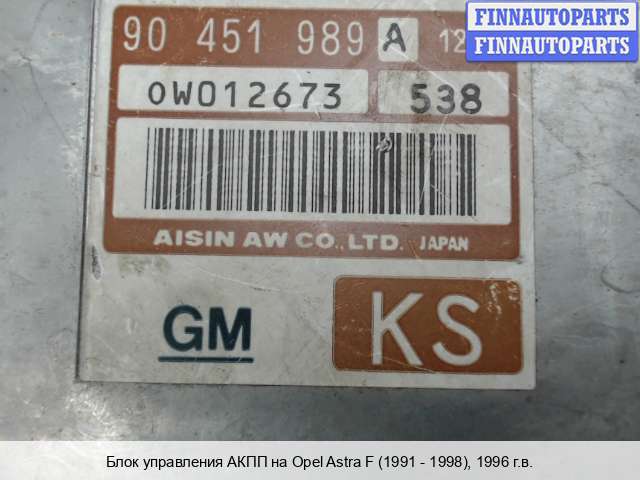 FINNAUTOPARTS
FINNAUTOPARTS
90 451 989 A 12
0W012673 538
AISIN AW CO., LTD. JAPAN
GM KS
Блок управления АКПП на Opel Astra F (1991 - 1998), 1996 г.в.